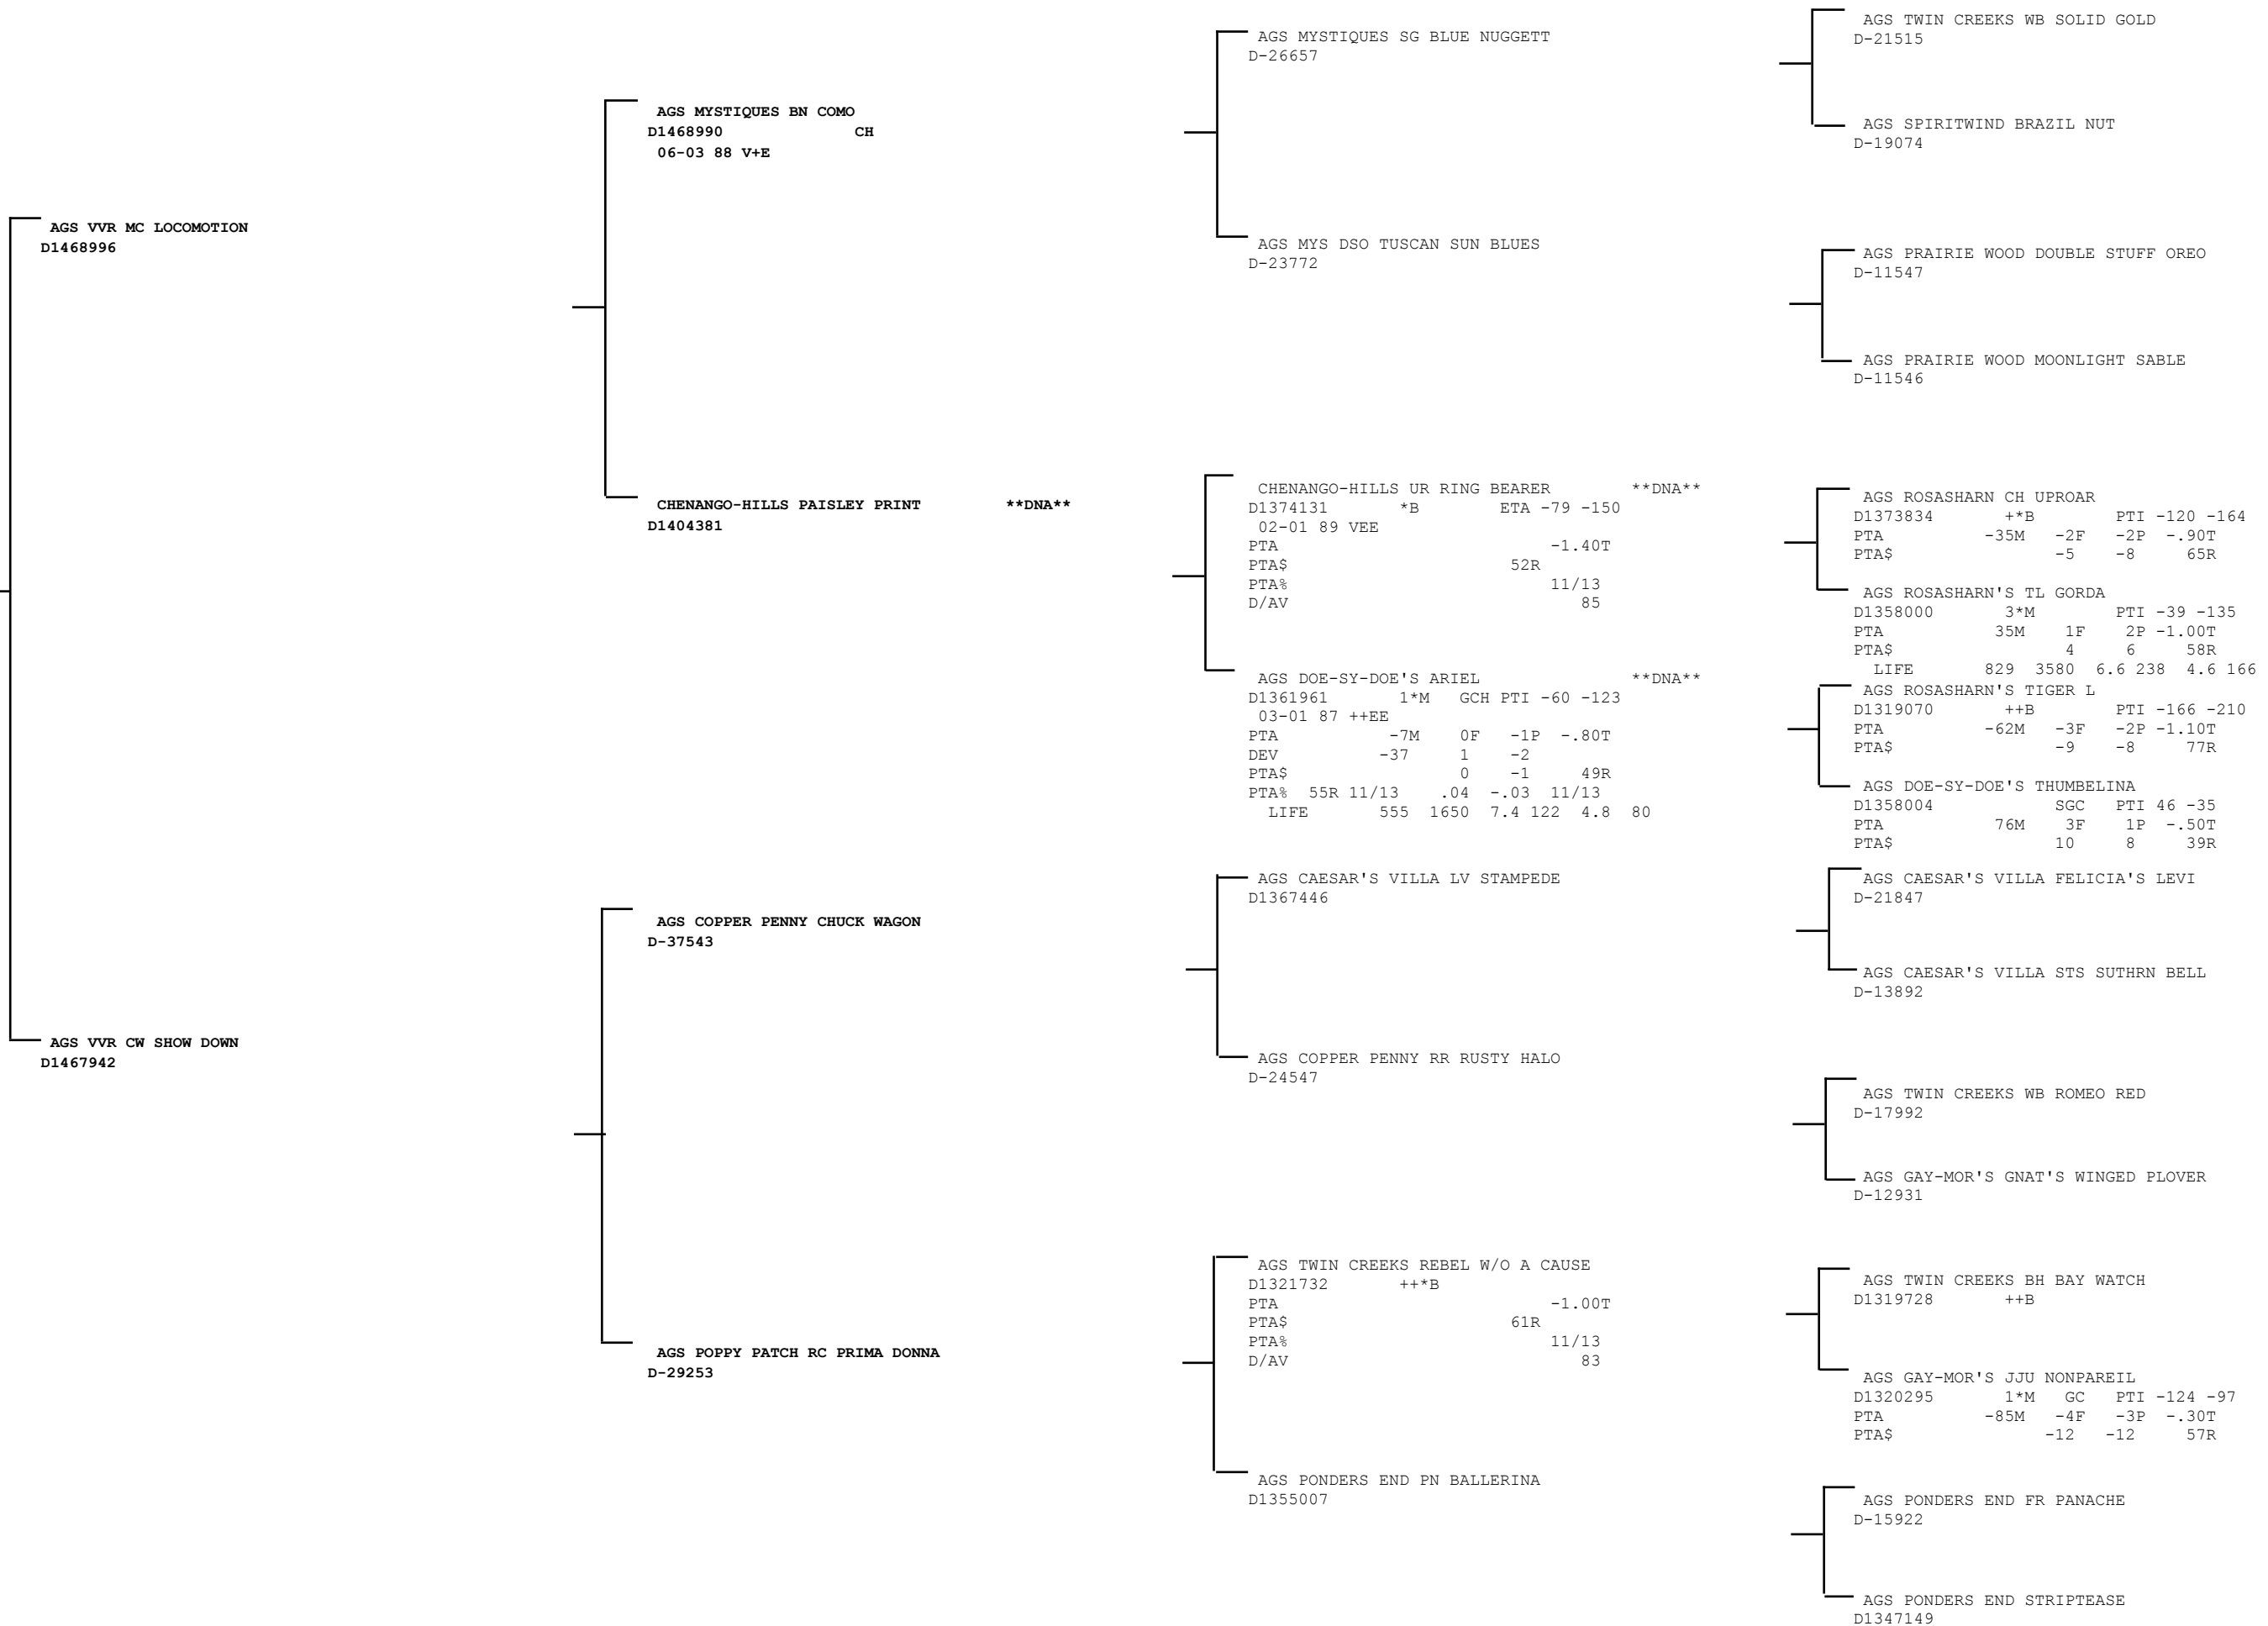 AGS VVR MC LOCOMOTION
D1468996
AGS VVR CW SHOW DOWN
D1467942
AGS MYSTIQUES BN COMO
D1468990 CH
06-03 88 V+E
CHENANGO-HILLS PAISLEY PRINT **DNA**
D1404381
AGS COPPER PENNY CHUCK WAGON
D-37543
AGS POPPY PATCH RC PRIMA DONNA
D-29253
AGS MYSTIQUES SG BLUE NUGGETT
D-26657
AGS MYS DSO TUSCAN SUN BLUES
D-23772
CHENANGO-HILLS UR RING BEARER **DNA**
D1374131 *B ETA -79 -150
02-01 89 VEE
PTA -1.40T
PTA$ 52R
PTA% 11/13
D/AV 85
AGS DOE-SY-DOE'S ARIEL **DNA**
D1361961 1*M GCH PTI -60 -123
03-01 87 ++EE
PTA -7M 0F -1P -.80T
DEV -37 1 -2
PTA$ 0 -1 49R
PTA% 55R 11/13 .04 -.03 11/13
LIFE 555 1650 7.4 122 4.8 80
AGS CAESAR'S VILLA LV STAMPEDE
D1367446
AGS COPPER PENNY RR RUSTY HALO
D-24547
AGS TWIN CREEKS REBEL W/O A CAUSE
D1321732 ++*B
PTA -1.00T
PTA$ 61R
PTA% 11/13
D/AV 83
AGS PONDERS END PN BALLERINA
D1355007
AGS TWIN CREEKS WB SOLID GOLD
D-21515
AGS SPIRITWIND BRAZIL NUT
D-19074
AGS PRAIRIE WOOD DOUBLE STUFF OREO
D-11547
AGS PRAIRIE WOOD MOONLIGHT SABLE
D-11546
AGS ROSASHARN CH UPROAR
D1373834 +*B PTI -120 -164
PTA -35M -2F -2P -.90T
PTA$ -5 -8 65R
AGS ROSASHARN'S TL GORDA
D1358000 3*M PTI -39 -135
PTA 35M 1F 2P -1.00T
PTA$ 4 6 58R
LIFE 829 3580 6.6 238 4.6 166
AGS ROSASHARN'S TIGER L
D1319070 ++B PTI -166 -210
PTA -62M -3F -2P -1.10T
PTA$ -9 -8 77R
AGS DOE-SY-DOE'S THUMBELINA
D1358004 SGC PTI 46 -35
PTA 76M 3F 1P -.50T
PTA$ 10 8 39R
AGS CAESAR'S VILLA FELICIA'S LEVI
D-21847
AGS CAESAR'S VILLA STS SUTHRN BELL
D-13892
AGS TWIN CREEKS WB ROMEO RED
D-17992
AGS GAY-MOR'S GNAT'S WINGED PLOVER
D-12931
AGS TWIN CREEKS BH BAY WATCH
D1319728 ++B
AGS GAY-MOR'S JJU NONPAREIL
D1320295 1*M GC PTI -124 -97
PTA -85M -4F -3P -.30T
PTA$ -12 -12 57R
AGS PONDERS END FR PANACHE
D-15922
AGS PONDERS END STRIPTEASE
D1347149